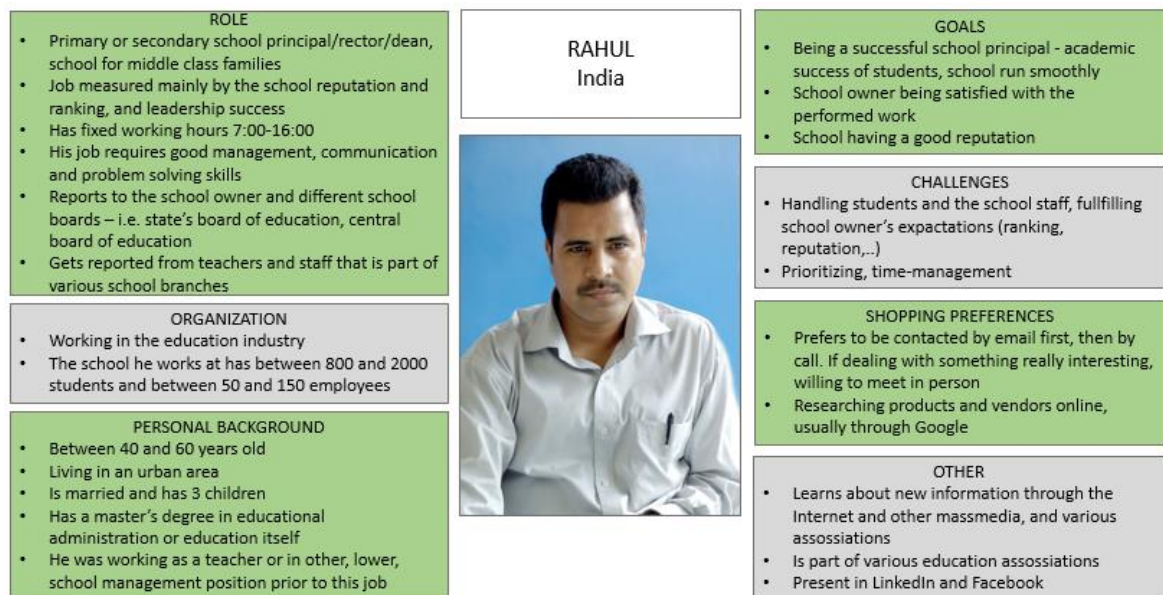 ROLE
• Primary or secondary school principal/rector/dean,
school for middle class families
• Job measured mainly by the school reputation and
ranking, and leadership success
• Has fixed working hours 7:00-16:00
• His job requires good management, communication
and problem solving skills
• Reports to the school owner and different school
boards – i.e. state's board of education, central
board of education
• Gets reported from teachers and staff that is part of
various school branches
ORGANIZATION
• Working in the education industry
• The school he works at has between 800 and 2000
students and between 50 and 150 employees
PERSONAL BACKGROUND
• Between 40 and 60 years old
• Living in an urban area
• Is married and has 3 children
• Has a master's degree in educational
administration or education itself
• He was working as a teacher or in other, lower,
school management position prior to this job
RAHUL
India
GOALS
• Being a successful school principal - academic
success of students, school run smoothly
• School owner being satisfied with the
performed work
• School having a good reputation
CHALLENGES
• Handling students and the school staff, fullfilling
school owner's expactations (ranking,
reputation,..)
• Prioritizing, time-management
SHOPPING PREFERENCES
• Prefers to be contacted by email first, then by
call. If dealing with something really interesting,
willing to meet in person
• Researching products and vendors online,
usually through Google
OTHER
• Learns about new information through the
Internet and other massmedia, and various
assossiations
• Is part of various education assossiations
• Present in LinkedIn and Facebook